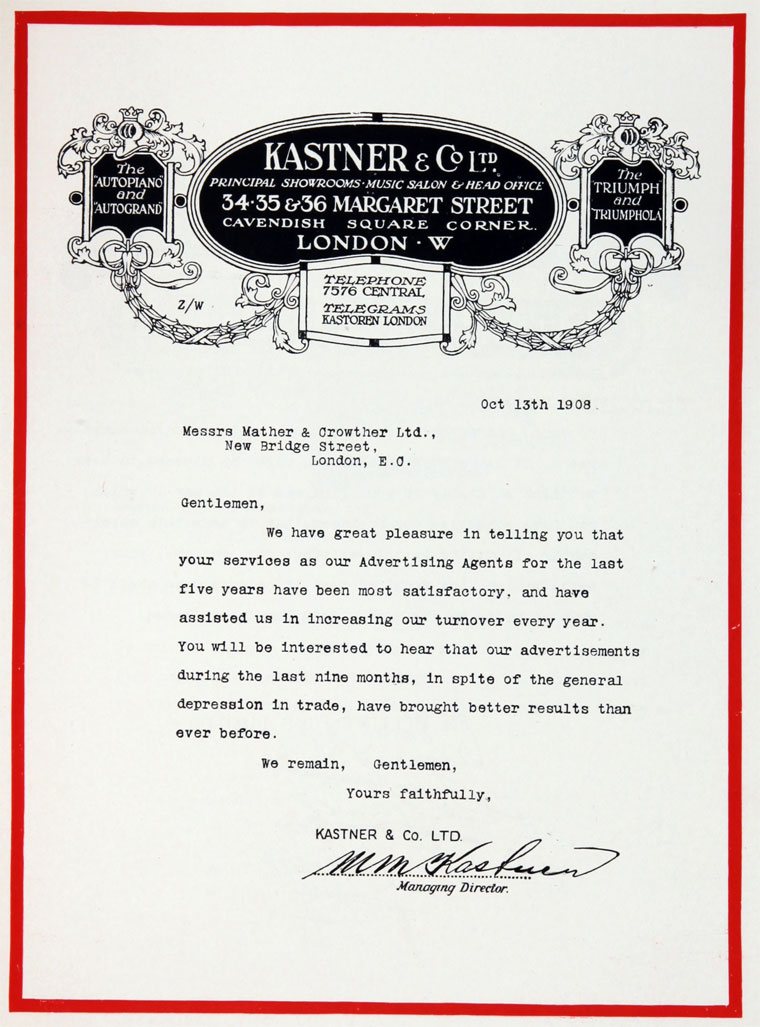 The
"AUTOPIANO"
and
"AUTOGRAND"
KASTNER & Co LTD.
PRINCIPAL SHOWROOMS·MUSIC SALON & HEAD OFFICE
34·35 & 36 MARGARET STREET
CAVENDISH SQUARE CORNER.
LONDON · W
The
TRIUMPH
and
"TRIUMPHOLA"
TELEPHONE
7576 CENTRAL
TELEGRAMS
KASTOREN LONDON
Z/W
Oct 13th 1908.
Messrs Mather & Crowther Ltd.,
New Bridge Street,
London, E.C.
Gentlemen,
We have great pleasure in telling you that
your services as our Advertising Agents for the last
five years have been most satisfactory, and have
assisted us in increasing our turnover every year.
You will be interested to hear that our advertisements
during the last nine months, in spite of the general
depression in trade, have brought better results than
ever before.
We remain, Gentlemen,
Yours faithfully,
KASTNER & Co. LTD.
M M Kastner
Managing Director.